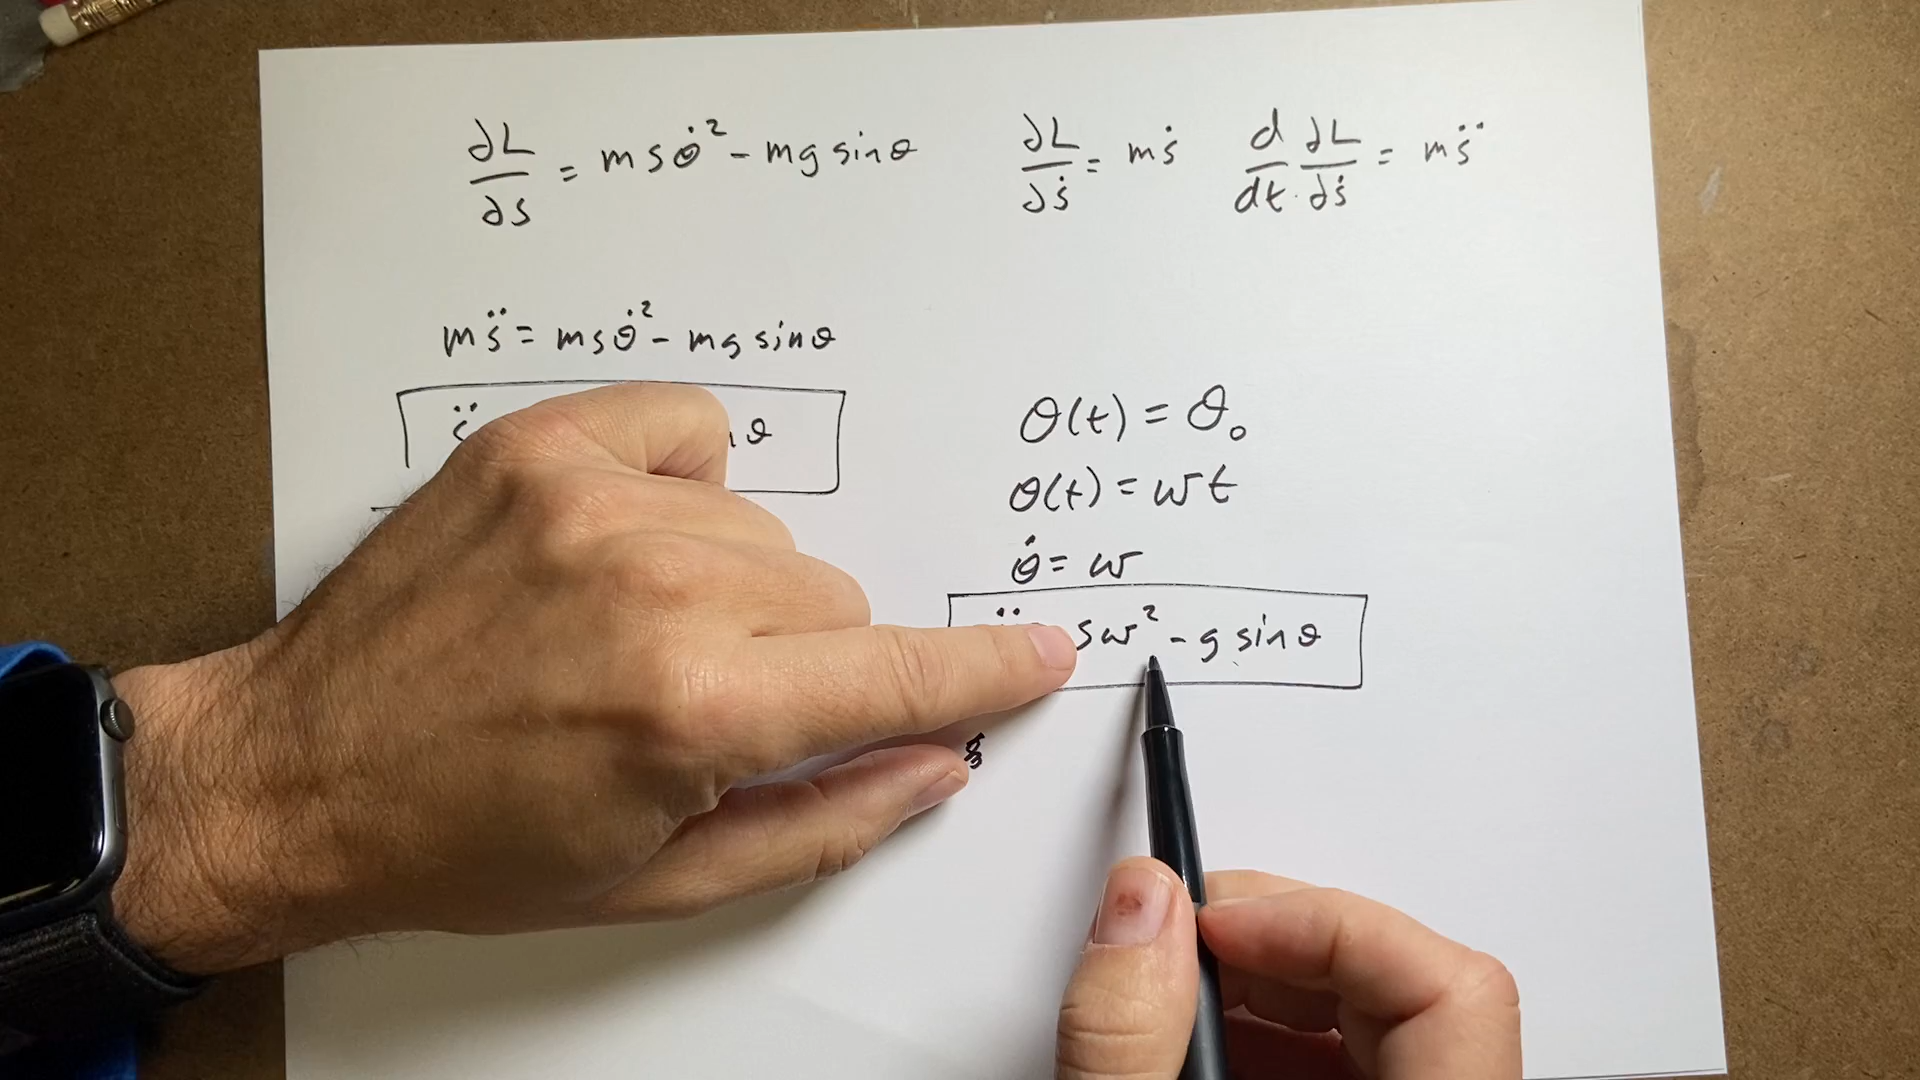 ∂L/∂s = msθ̇² - mg sinθ   ∂L/∂ṡ = mṡ   d/dt ∂L/∂ṡ = ms̈
ms̈ = msθ̇² - mg sinθ
θ
θ(t) = θ₀
θ(t) = ωt
θ̇ = ω
sω² - g sinθ